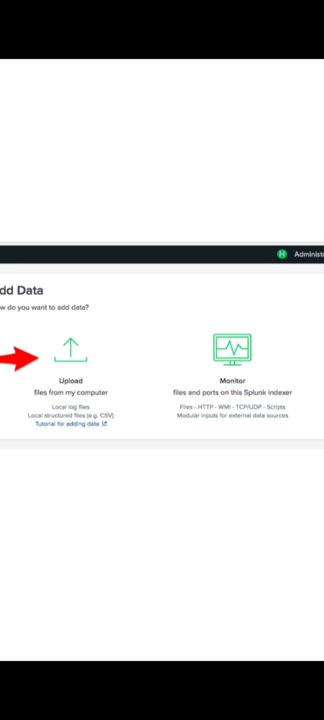 H Administ
dd Data
w do you want to add data?
Upload
files from my computer
Local log files
Local structured files (e.g. CSV)
Tutorial for adding data
Monitor
files and ports on this Splunk indexer
Files - HTTP - WMI - TCP/UDP - Scripts
Modular inputs for external data sources